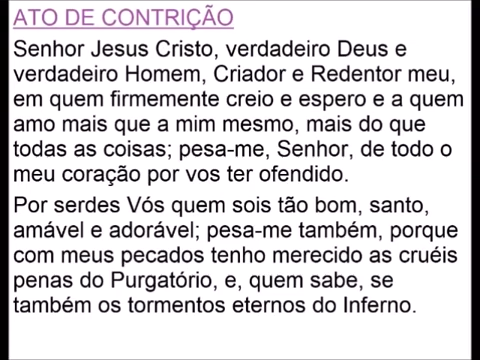 ATO DE CONTRIÇÃO
Senhor Jesus Cristo, verdadeiro Deus e
verdadeiro Homem, Criador e Redentor meu,
em quem firmemente creio e espero e a quem
amo mais que a mim mesmo, mais do que
todas as coisas; pesa-me, Senhor, de todo o
meu coração por vos ter ofendido.
Por serdes Vós quem sois tão bom, santo,
amável e adorável; pesa-me também, porque
com meus pecados tenho merecido as cruéis
penas do Purgatório, e, quem sabe, se
também os tormentos eternos do Inferno.